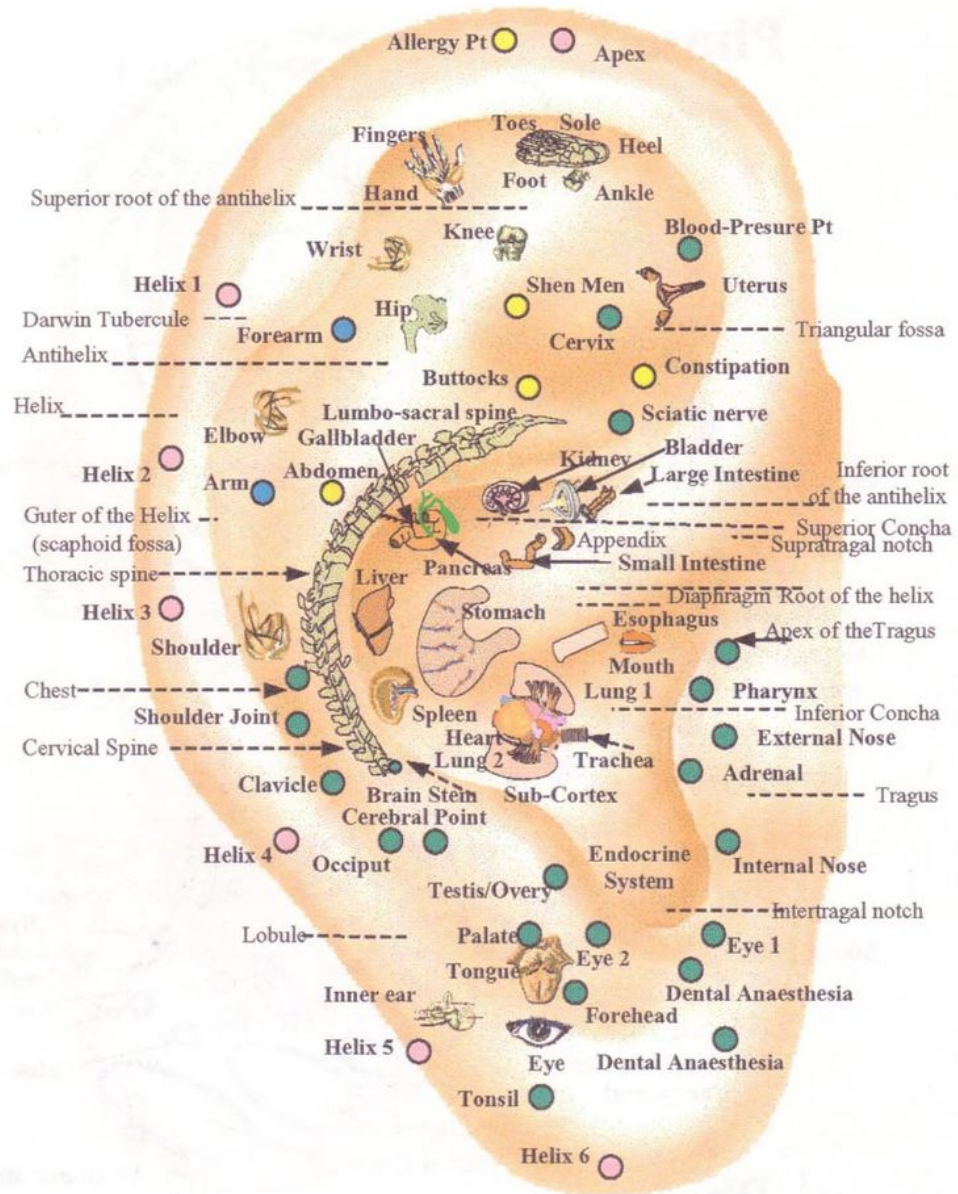 Allergy Pt
Apex
Toes Sole
Fingers
Heel
Foot
Hand
Ankle
Superior root of the antihelix
Blood-Presure Pt
Knee
Wrist
Helix 1
Shen Men
Uterus
Hip
Darwin Tubercule
Forearm
Cervix
Triangular fossa
Antihelix
Buttocks
Constipation
Helix
Lumbo-sacral spine
Sciatic nerve
Elbow
Gallbladder
Bladder
Kidney
Helix 2
Abdomen
Large Intestine
Inferior root
of the antihelix
Arm
Guter of the Helix
(scaphoid fossa)
Superior Concha
Supratragal notch
Appendix
Thoracic spine
Pancreas
Small Intestine
Liver
Diaphragm Root of the helix
Helix 3
Stomach
Esophagus
Apex of theTragus
Shoulder
Mouth
Chest
Lung 1
Pharynx
Shoulder Joint
Spleen
Inferior Concha
Cervical Spine
Heart
External Nose
Lung 2
Trachea
Clavicle
Adrenal
Brain Stem
Sub-Cortex
Tragus
Cerebral Point
Helix 4
Occiput
Endocrine
System
Internal Nose
Testis/Overy
Intertragal notch
Lobule
Palate
Eye 2
Eye 1
Tongue
Inner ear
Dental Anaesthesia
Forehead
Helix 5
Eye
Dental Anaesthesia
Tonsil
Helix 6